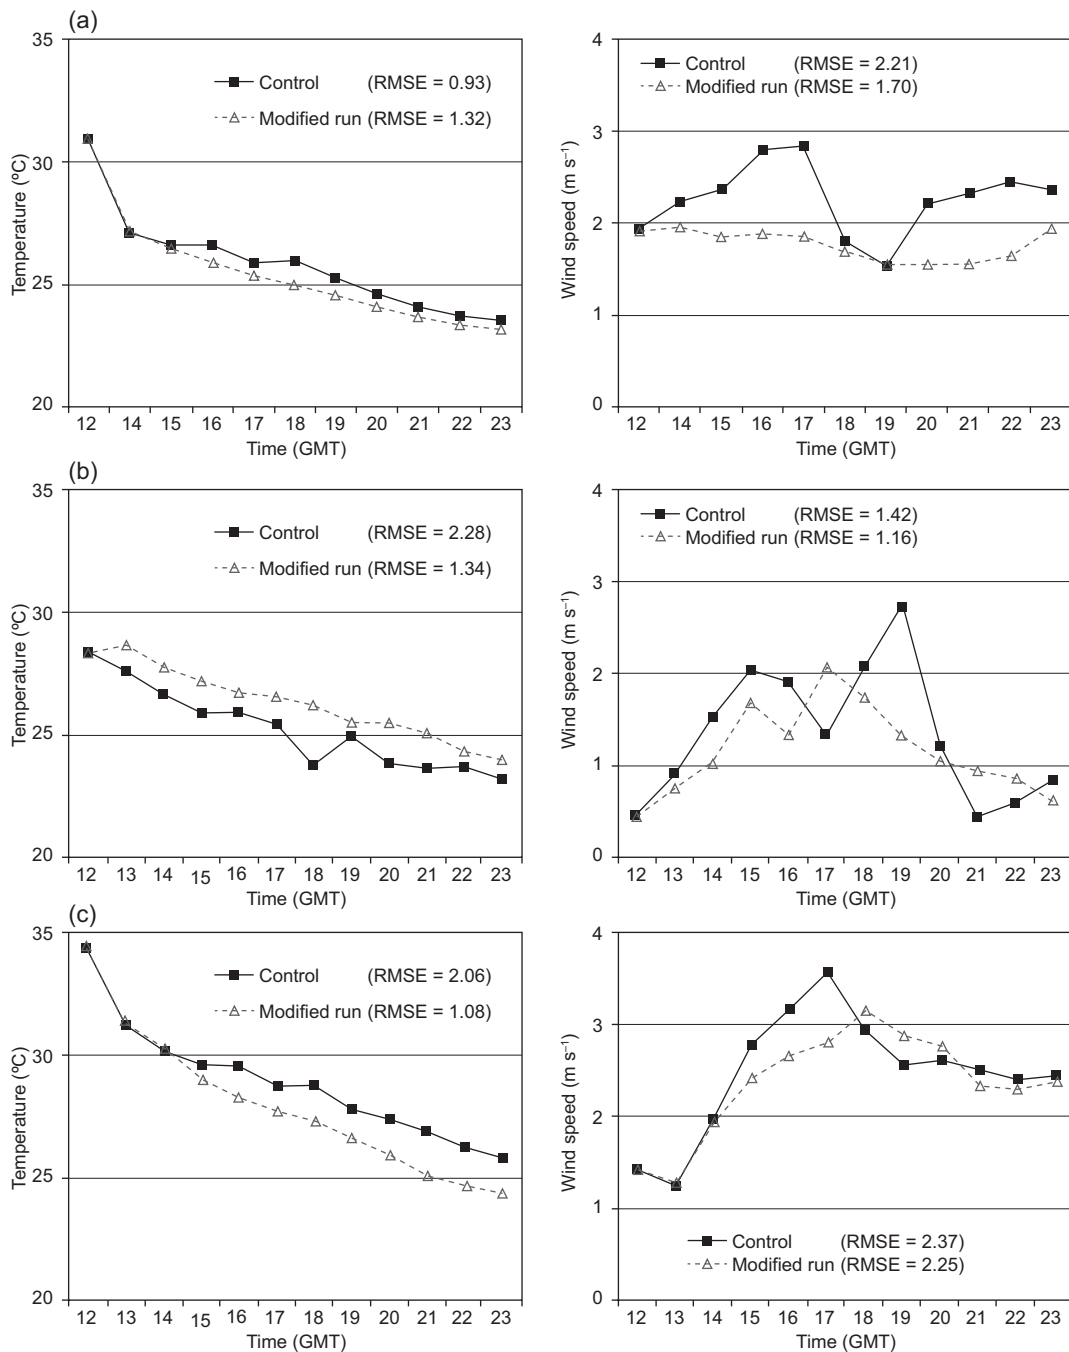 (a)
35
30
25
20
Temperature (ºC)
Control (RMSE = 0.93)
Modified run (RMSE = 1.32)
12 14 15 16 17 18 19 20 21 22 23
Time (GMT)
4
3
2
1
0
Wind speed (m s⁻¹)
Control (RMSE = 2.21)
Modified run (RMSE = 1.70)
12 14 15 16 17 18 19 20 21 22 23
Time (GMT)
(b)
35
30
25
20
Temperature (ºC)
Control (RMSE = 2.28)
Modified run (RMSE = 1.34)
12 13 14 15 16 17 18 19 20 21 22 23
Time (GMT)
4
3
2
1
0
Wind speed (m s⁻¹)
Control (RMSE = 1.42)
Modified run (RMSE = 1.16)
12 13 14 15 16 17 18 19 20 21 22 23
Time (GMT)
(c)
35
30
25
20
Temperature (ºC)
Control (RMSE = 2.06)
Modified run (RMSE = 1.08)
12 13 14 15 16 17 18 19 20 21 22 23
Time (GMT)
4
3
2
1
0
Wind speed (m s⁻¹)
Control (RMSE = 2.37)
Modified run (RMSE = 2.25)
12 13 14 15 16 17 18 19 20 21 22 23
Time (GMT)